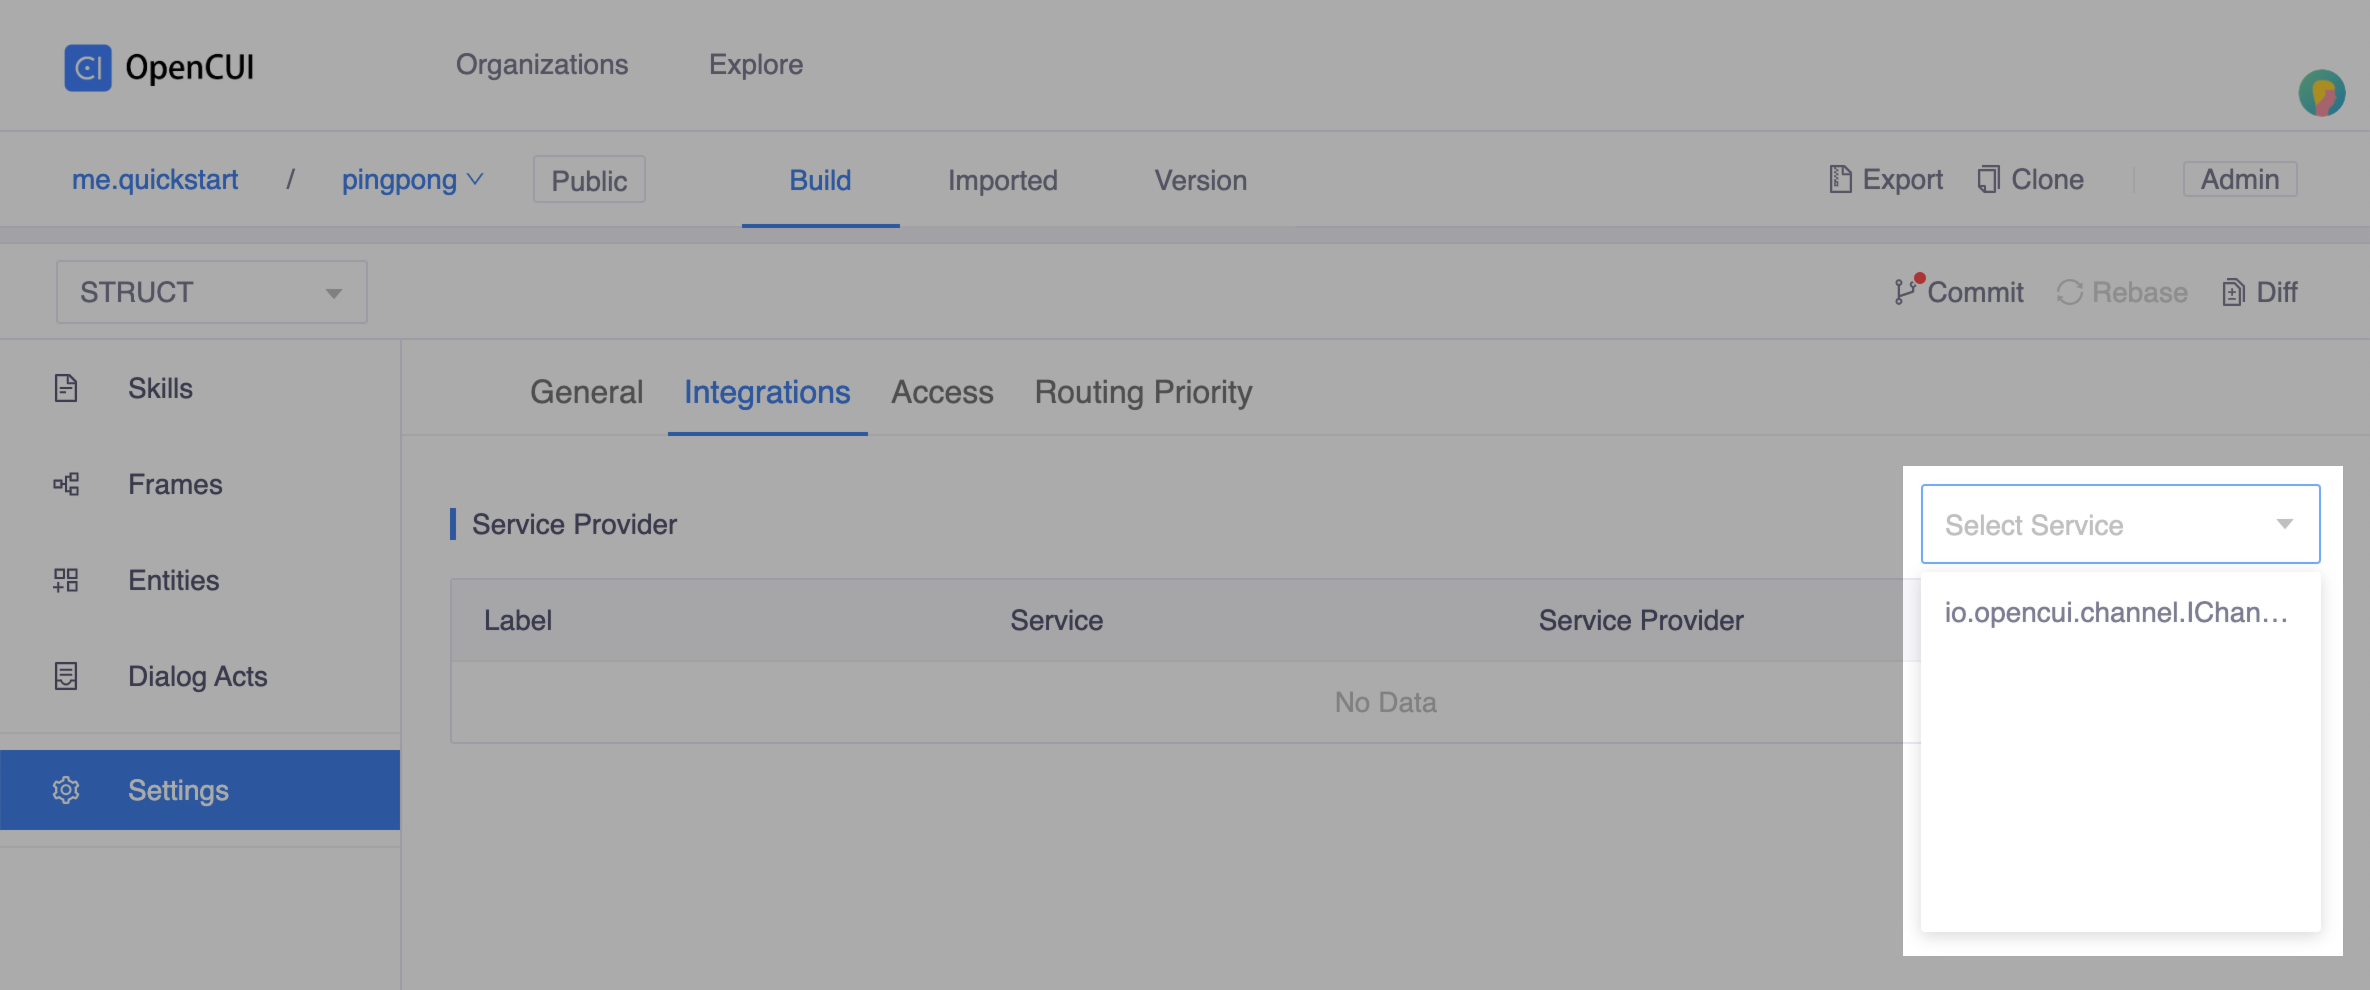 OpenCUI
Organizations
Explore
me.quickstart / pingpong
Public
Build
Imported
Version
Export
Clone
Admin
STRUCT
Commit
Rebase
Diff
Skills
Frames
Entities
Dialog Acts
Settings
General
Integrations
Access
Routing Priority
Service Provider
Select Service
io.opencui.channel.IChan...
Label
Service
Service Provider
No Data